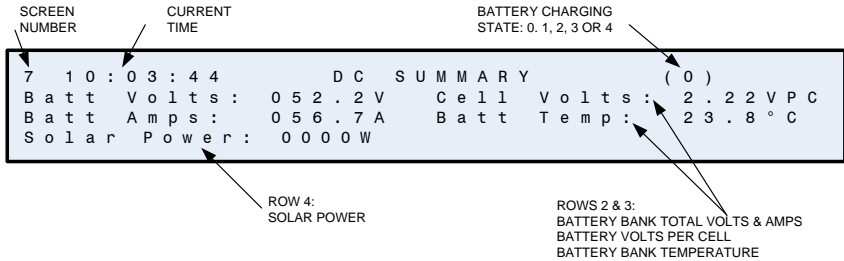 SCREEN
NUMBER
CURRENT
TIME
BATTERY CHARGING
STATE: 0. 1, 2, 3 OR 4
7 10:03:44 DC SUMMARY (0)
Batt Volts: 052.2V Cell Volts: 2.22VPC
Batt Amps: 056.7A Batt Temp: 23.8°C
Solar Power: 0000W
ROW 4:
SOLAR POWER
ROWS 2 & 3:
BATTERY BANK TOTAL VOLTS & AMPS
BATTERY VOLTS PER CELL
BATTERY BANK TEMPERATURE